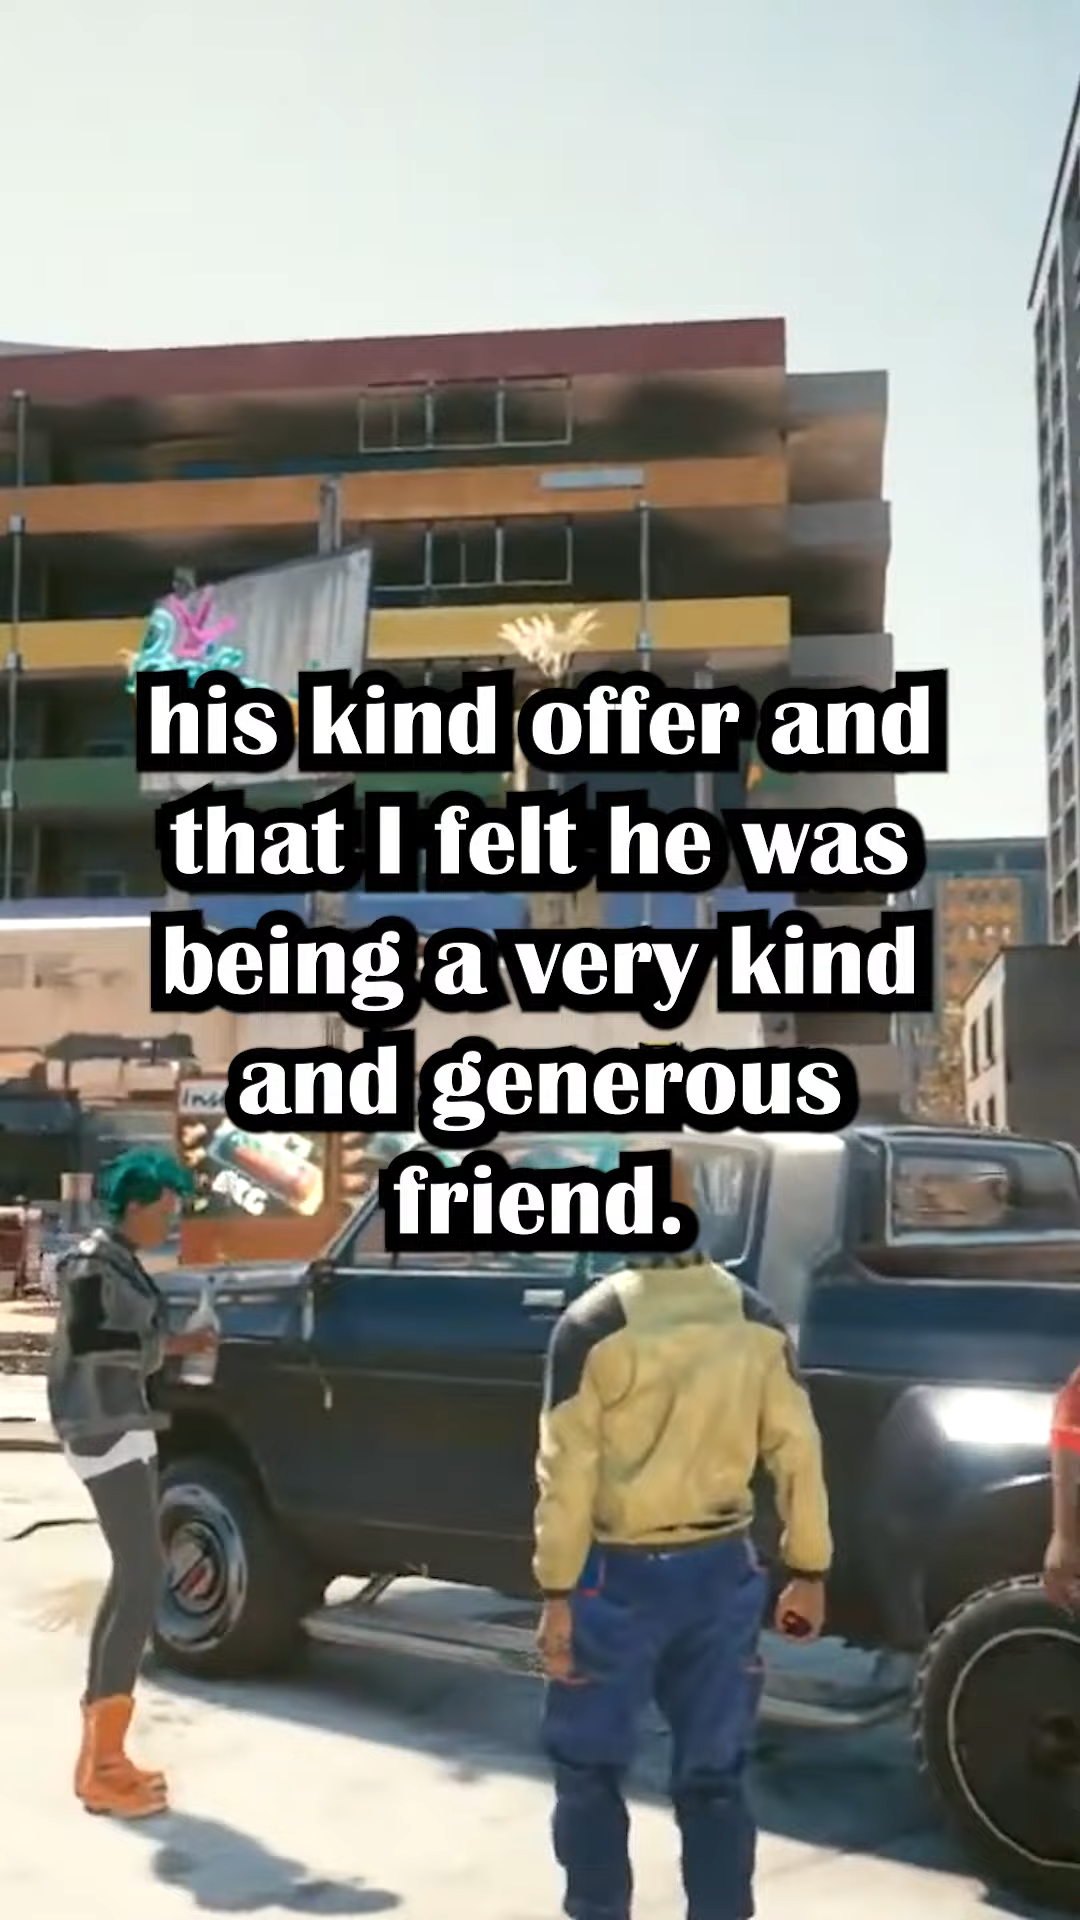 his kind offer and
that I felt he was
being a very kind
and generous
friend.